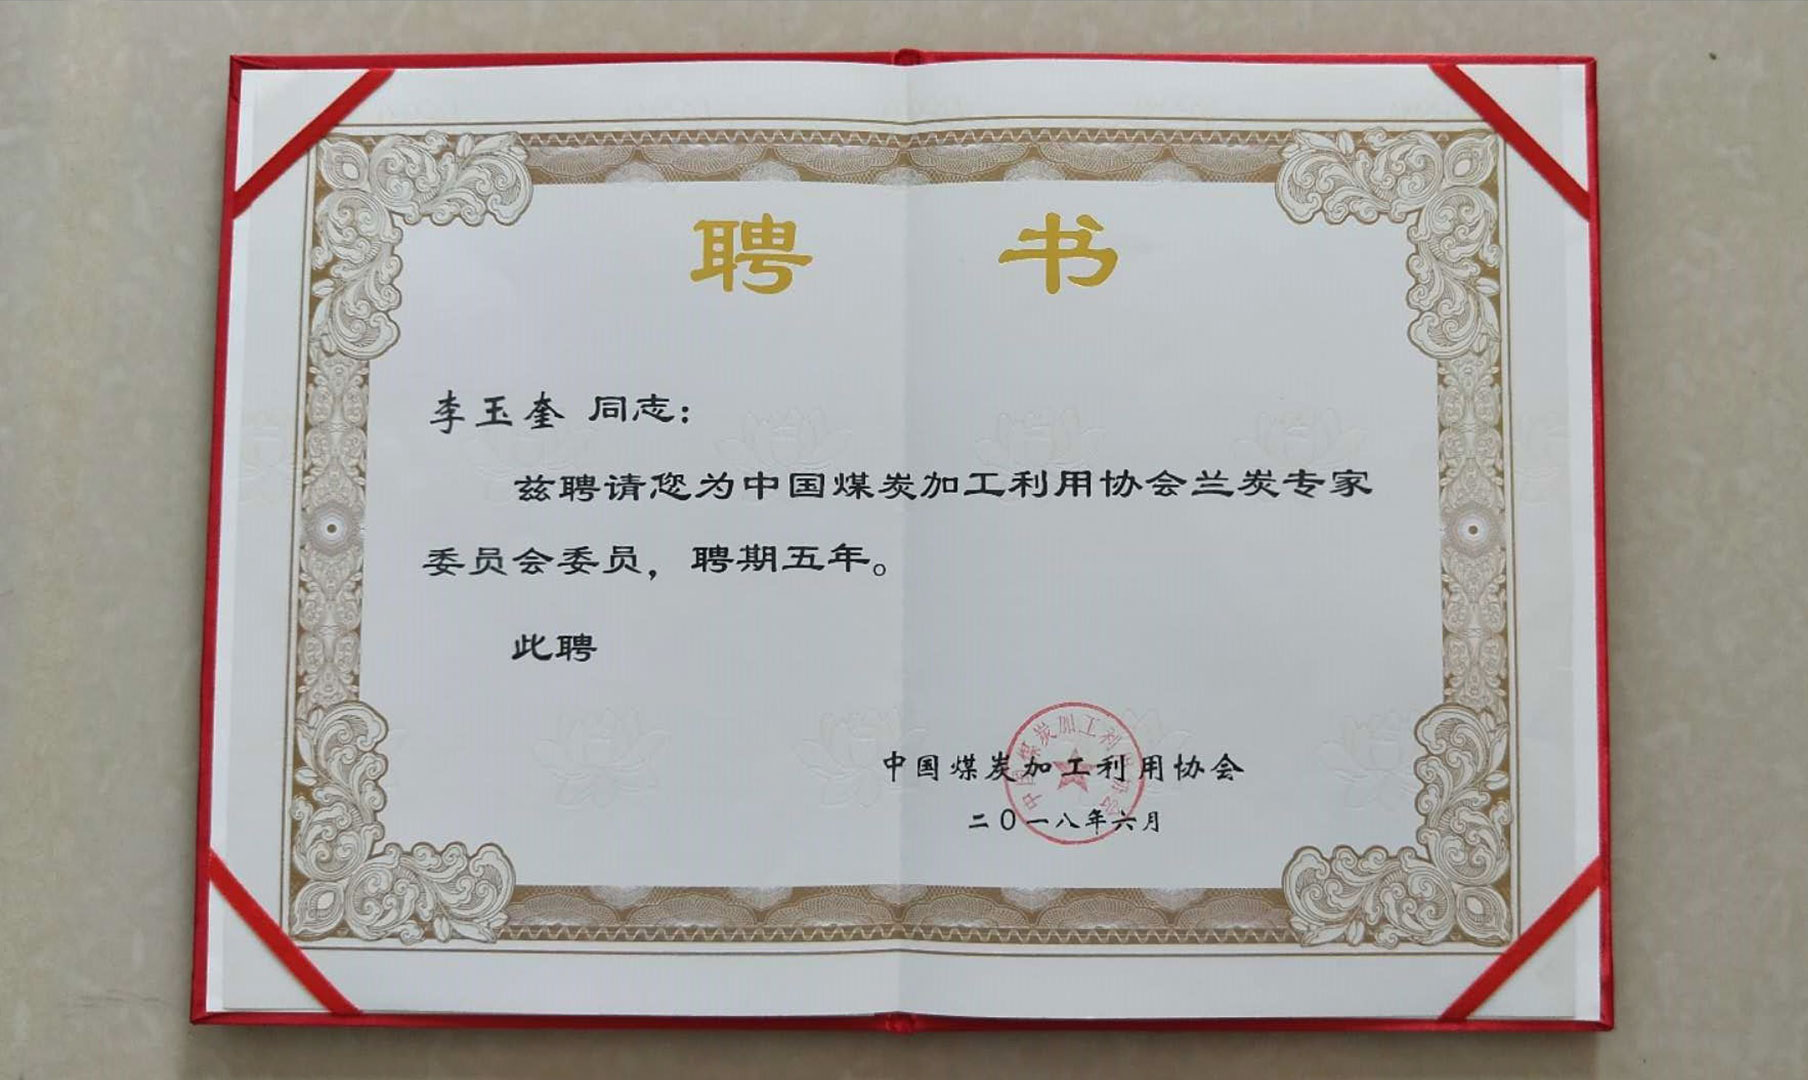 聘 书
李玉奎 同志：
兹聘请您为中国煤炭加工利用协会兰炭专家
委员会委员，聘期五年。
此聘
中国煤炭加工利用协会
二〇一八年六月